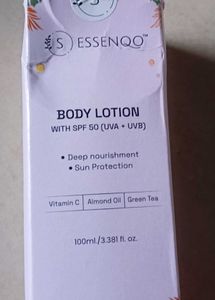 S
S ESSENQO™
BODY LOTION
WITH SPF 50 (UVA + UVB)
• Deep nourishment
• Sun Protection
Vitamin C | Almond Oil | Green Tea
100ml./3.381 fl. oz.